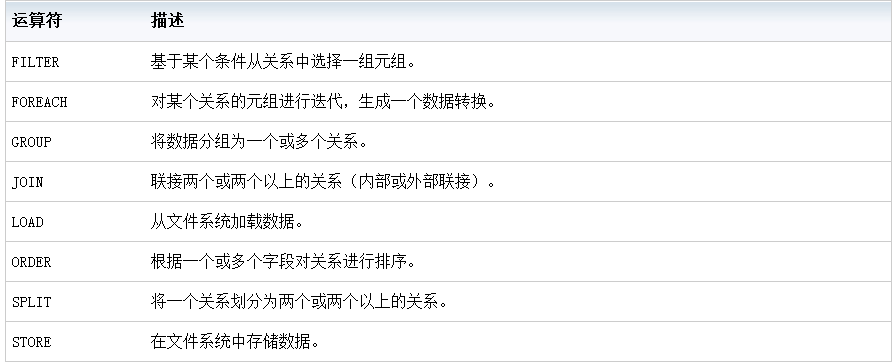 运算符 描述
FILTER 基于某个条件从关系中选择一组元组。
FOREACH 对某个关系的元组进行迭代，生成一个数据转换。
GROUP 将数据分组为一个或多个关系。
JOIN 联接两个或两个以上的关系（内部或外部联接）。
LOAD 从文件系统加载数据。
ORDER 根据一个或多个字段对关系进行排序。
SPLIT 将一个关系划分为两个或两个以上的关系。
STORE 在文件系统中存储数据。